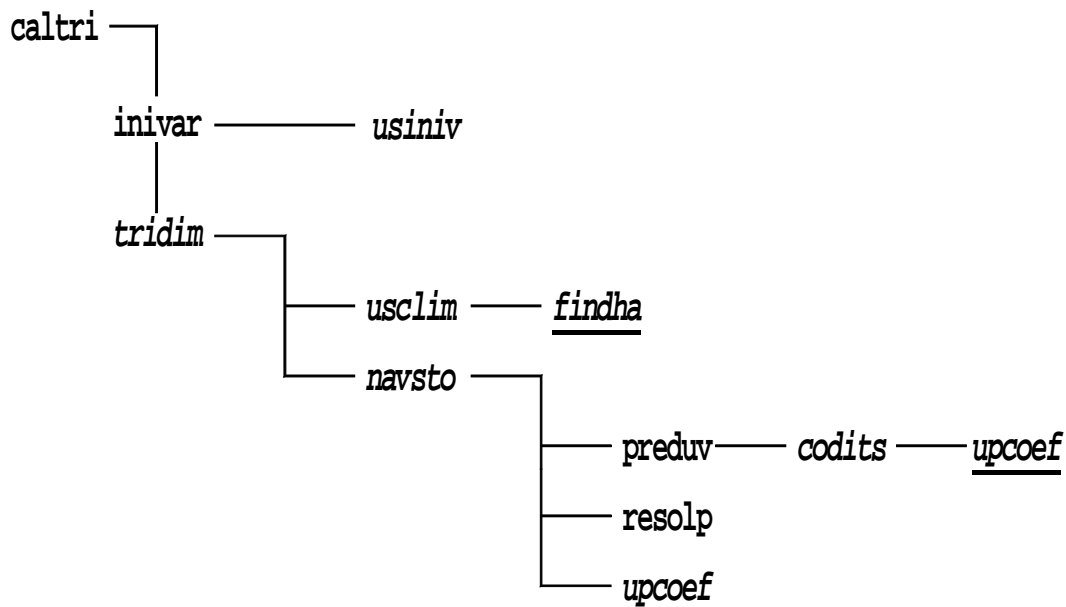 caltri
inivar usiniv
tridim
usclim findha
navsto
preduv codits upcoef
resolp
upcoef